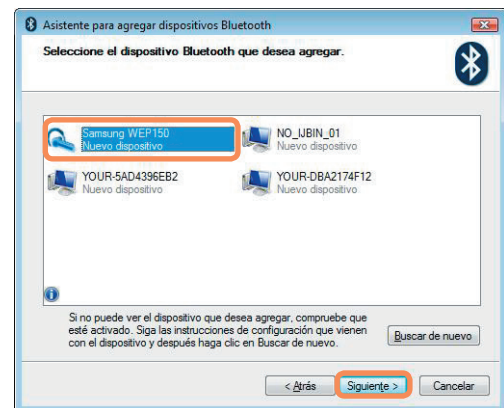 Asistente para agregar dispositivos Bluetooth
Seleccione el dispositivo Bluetooth que desea agregar.
Samsung WEP150
Nuevo dispositivo
NO_IJBIN_01
Nuevo dispositivo
YOUR-5AD4396EB2
Nuevo dispositivo
YOUR-DBA2174F12
Nuevo dispositivo
Si no puede ver el dispositivo que desea agregar, compruebe que
esté activado. Siga las instrucciones de configuración que vienen
con el dispositivo y después haga clic en Buscar de nuevo.
Buscar de nuevo
< Atrás
Siguiente >
Cancelar